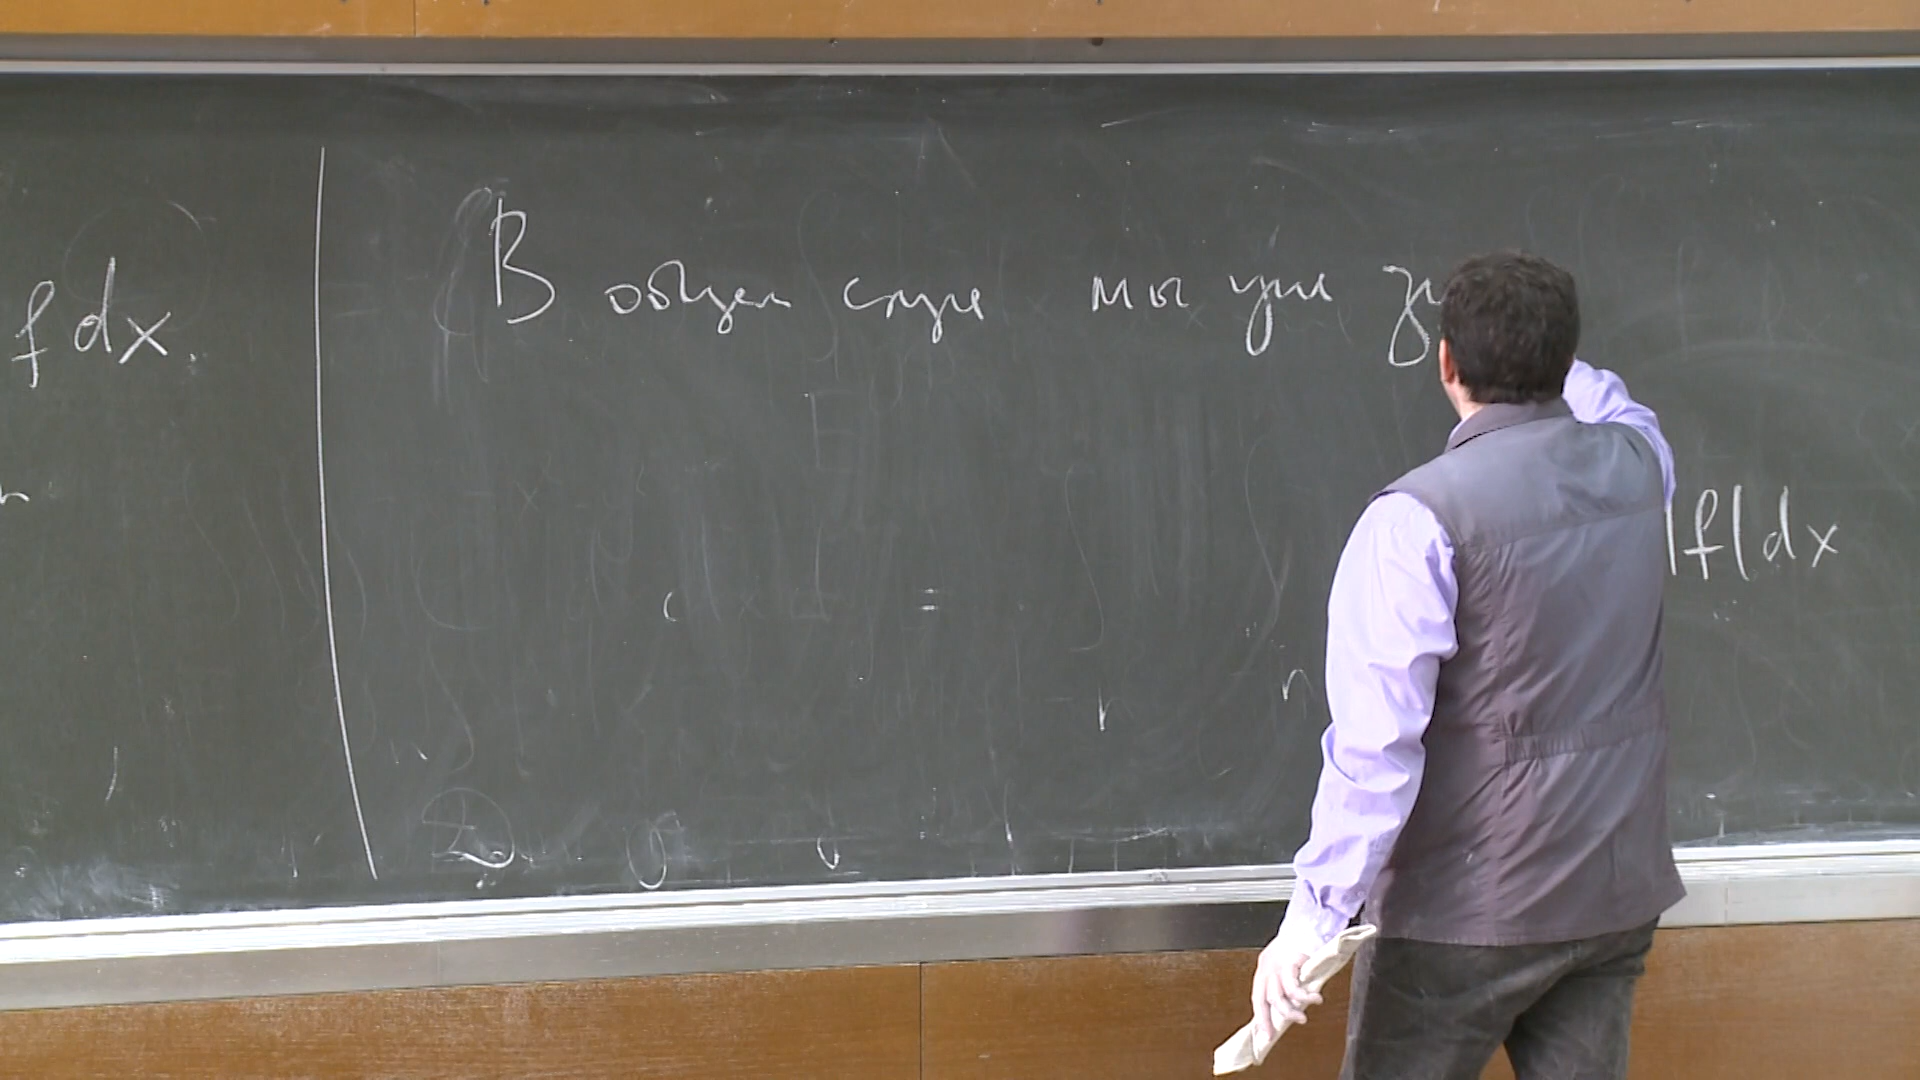 f dx.
В общем случае мы уже
|f| dx